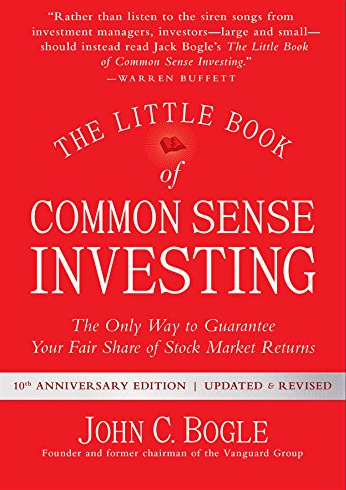 “Rather than listen to the siren songs from
investment managers, investors—large and small—
should instead read Jack Bogle’s The Little Book
of Common Sense Investing.”
—WARREN BUFFETT
THE LITTLE BOOK
of
COMMON SENSE
INVESTING
The Only Way to Guarantee
Your Fair Share of Stock Market Returns
10th ANNIVERSARY EDITION | UPDATED & REVISED
JOHN C. BOGLE
Founder and former chairman of the Vanguard Group